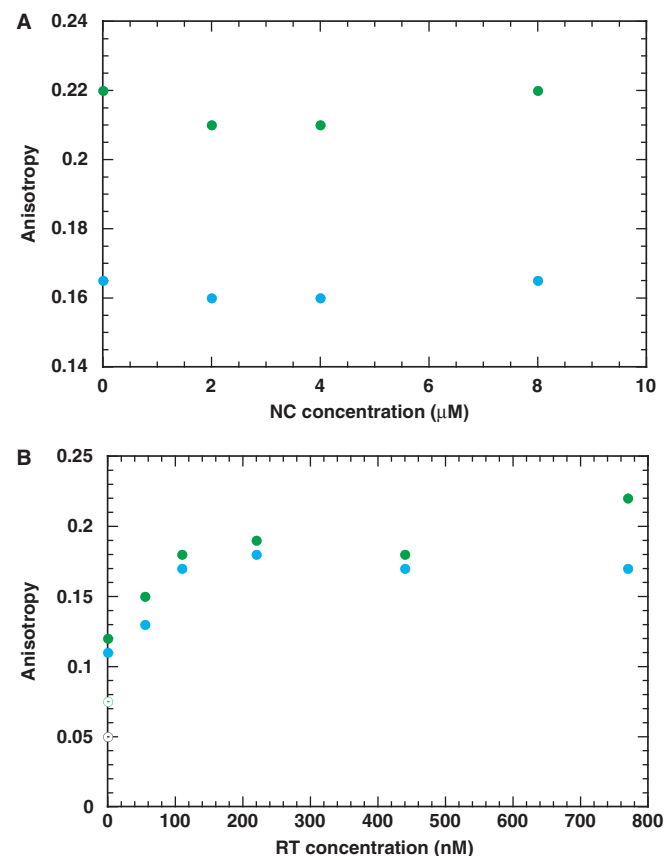 A
0.24
0.22
0.2
0.18
0.16
0.14
Anisotropy
0 2 4 6 8 10
NC concentration (μM)
B
0.25
0.2
0.15
0.1
0.05
0
Anisotropy
0 100 200 300 400 500 600 700 800
RT concentration (nM)